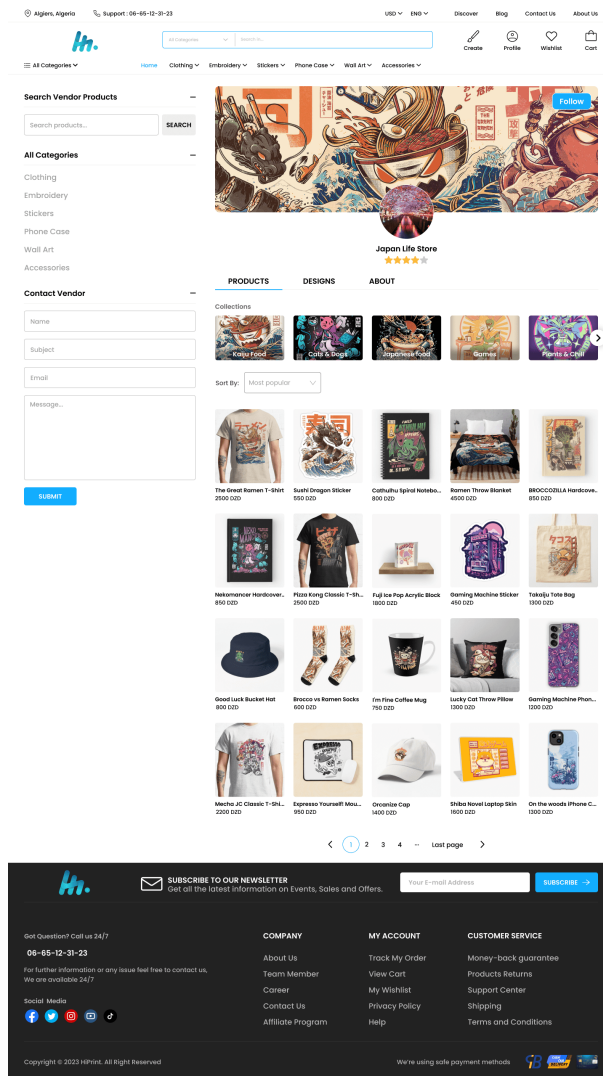 Algiers, Algeria
Support : 06-65-12-31-23
USD
ENG
Discover
Blog
Contact Us
About Us
All Categories
Search in...
Create
Profile
Wishlist
Cart
All Categories
Home
Clothing
Embroidery
Stickers
Phone Case
Wall Art
Accessories
Search Vendor Products
Search products...
SEARCH
All Categories
Clothing
Embroidery
Stickers
Phone Case
Wall Art
Accessories
Contact Vendor
Name
Subject
Email
Message...
SUBMIT
Follow
Japan Life Store
PRODUCTS
DESIGNS
ABOUT
Collections
Kaiju Food
Cats & Dogs
Japanese food
Games
Plants & Chill
Sort By:
Most popular
The Great Ramen T-Shirt
2500 DZD
Sushi Dragon Sticker
550 DZD
Cathulhu Spiral Notebo...
800 DZD
Ramen Throw Blanket
4500 DZD
BROCCOZILLA Hardcove..
850 DZD
Nekomancer Hardcover..
850 DZD
Pizza Kong Classic T-Sh...
2500 DZD
Fuji Ice Pop Acrylic Block
1800 DZD
Gaming Machine Sticker
450 DZD
Takaiju Tote Bag
1300 DZD
Good Luck Bucket Hat
800 DZD
Brocco vs Ramen Socks
600 DZD
I'm Fine Coffee Mug
750 DZD
Lucky Cat Throw Pillow
1300 DZD
Gaming Machine Phon...
1200 DZD
Mecha JC Classic T-Shi...
2200 DZD
Expresso Yourself! Mou...
950 DZD
Orcanize Cap
1400 DZD
Shiba Novel Laptop Skin
1600 DZD
On the woods iPhone C...
1300 DZD
1
2
3
4
...
Last page
SUBSCRIBE TO OUR NEWSLETTER
Get all the latest information on Events, Sales and Offers.
Your E-mail Address
SUBSCRIBE
Got Question? Call us 24/7
06-65-12-31-23
For further information or any issue feel free to contact us,
We are available 24/7
Social Media
COMPANY
About Us
Team Member
Career
Contact Us
Affiliate Program
MY ACCOUNT
Track My Order
View Cart
My Wishlist
Privacy Policy
Help
CUSTOMER SERVICE
Money-back guarantee
Products Returns
Support Center
Shipping
Terms and Conditions
Copyright © 2023 HiPrint. All Right Reserved
We're using safe payment methods